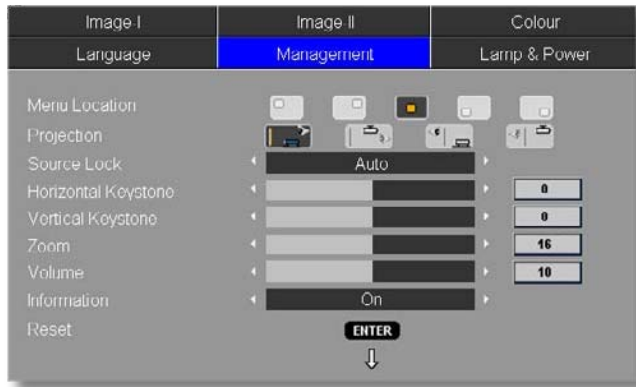 Image-I Image-II Colour
Language Management Lamp & Power
Menu Location
Projection
Source Lock Auto
Horizontal Keystone 0
Vertical Keystone 0
Zoom 16
Volume 10
Information On
Reset ENTER